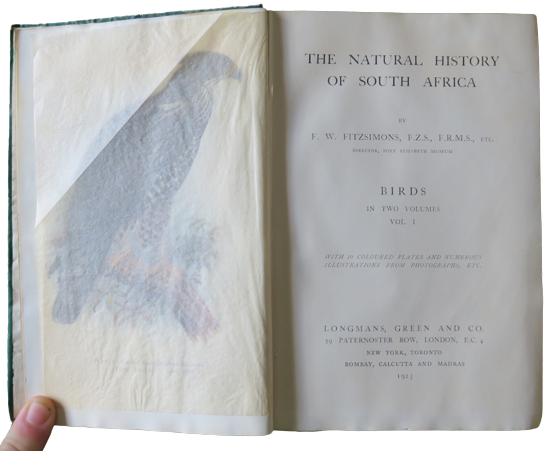 THE NATURAL HISTORY
OF SOUTH AFRICA
BY
F. W. FITZSIMONS, F.Z.S., F.R.M.S., ETC.
DIRECTOR, PORT ELIZABETH MUSEUM
BIRDS
IN TWO VOLUMES
VOL. I
WITH 10 COLOURED PLATES AND NUMEROUS
ILLUSTRATIONS FROM PHOTOGRAPHS, ETC.
LONGMANS, GREEN AND CO.
39 PATERNOSTER ROW, LONDON, E.C. 4
NEW YORK, TORONTO
BOMBAY, CALCUTTA AND MADRAS
1923